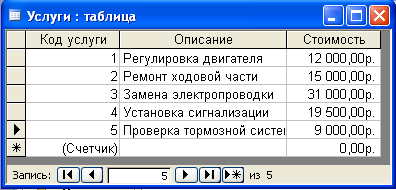 Услуги : таблица
Код услуги Описание Стоимость
1 Регулировка двигателя 12 000,00р.
2 Ремонт ходовой части 15 000,00р.
3 Замена электропроводки 31 000,00р.
4 Установка сигнализации 19 500,00р.
5 Проверка тормозной систем 9 000,00р.
(Счетчик) 0,00р.
Запись: 5 из 5